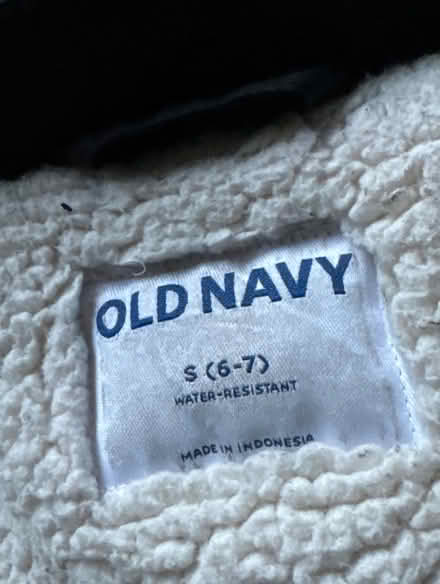 OLD NAVY
S (6-7)
WATER-RESISTANT
MADE IN INDONESIA